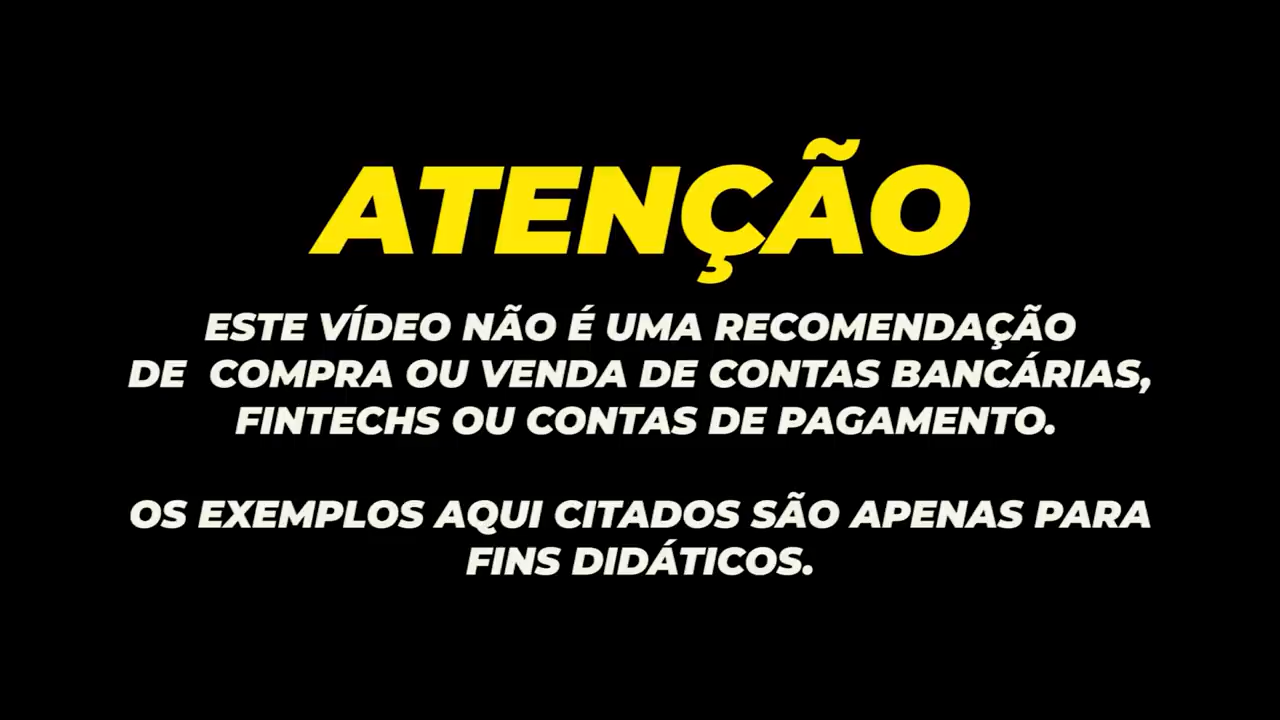 ATENÇÃO
ESTE VÍDEO NÃO É UMA RECOMENDAÇÃO
DE COMPRA OU VENDA DE CONTAS BANCÁRIAS,
FINTECHS OU CONTAS DE PAGAMENTO.
OS EXEMPLOS AQUI CITADOS SÃO APENAS PARA
FINS DIDÁTICOS.